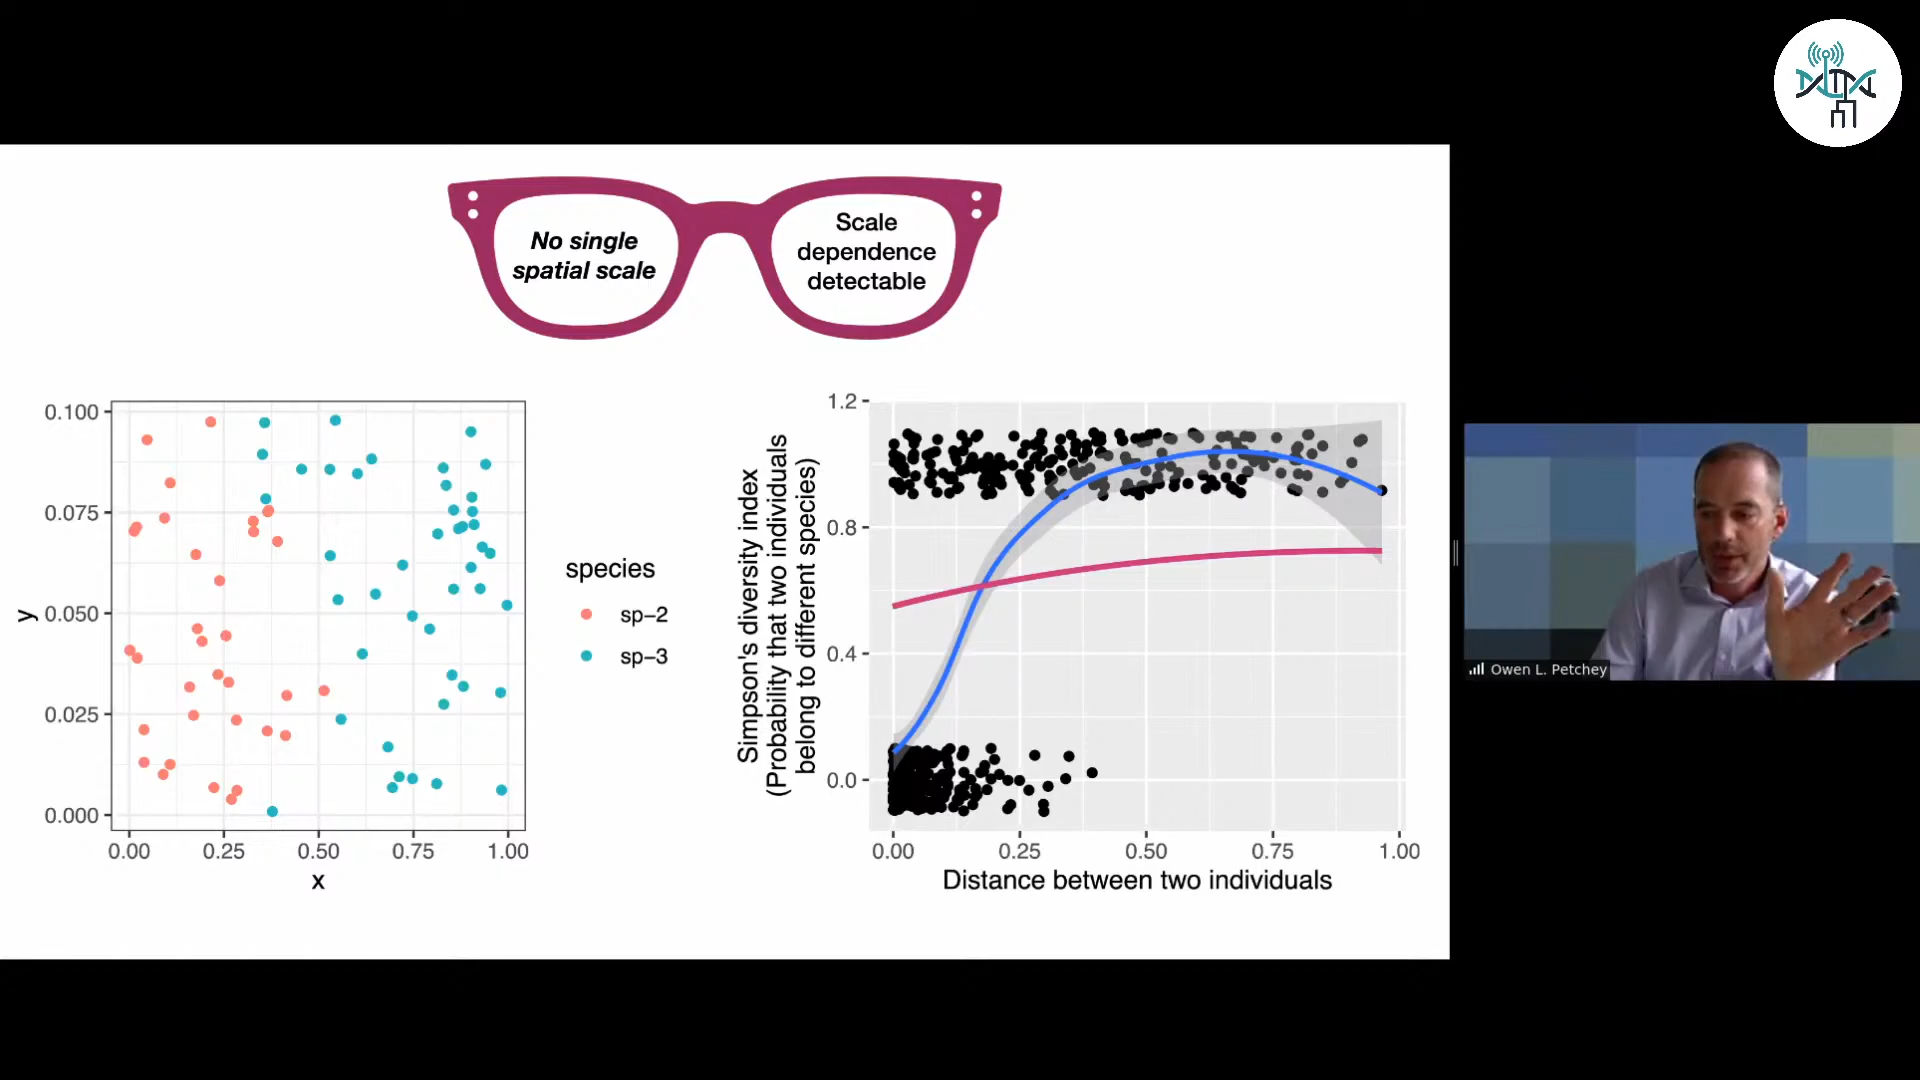 No single
spatial scale
Scale
dependence
detectable
0.100
0.075
0.050
0.025
0.000
y
0.00
0.25
0.50
0.75
1.00
x
species
sp-2
sp-3
Simpson's diversity index
(Probability that two individuals
belong to different species)
1.2
0.8
0.4
0.0
0.00
0.25
0.50
0.75
1.00
Distance between two individuals
Owen L. Petchey